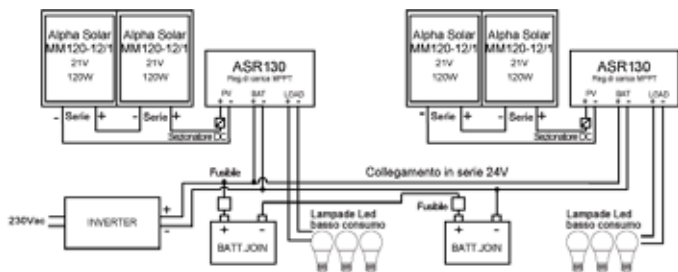 Alpha Solar Alpha Solar
MM120-12/1 MM120-12/1
21V 21V
120W 120W
ASR130
Reg.di carica MPPT
PV BAT LOAD
+ - + - + -
- Serie + - Serie +
Sezionatore DC
Alpha Solar Alpha Solar
MM120-12/1 MM120-12/1
21V 21V
120W 120W
ASR130
Reg.di carica MPPT
PV BAT LOAD
+ - + - + -
- Serie + - Serie +
Sezionatore DC
Fusibile
Collegamento in serie 24V
230Vac
INVERTER
+
-
+ -
BATT.JOIN
Lampade Led
basso consumo
Fusibile
+ -
BATT.JOIN
Lampade Led
basso consumo